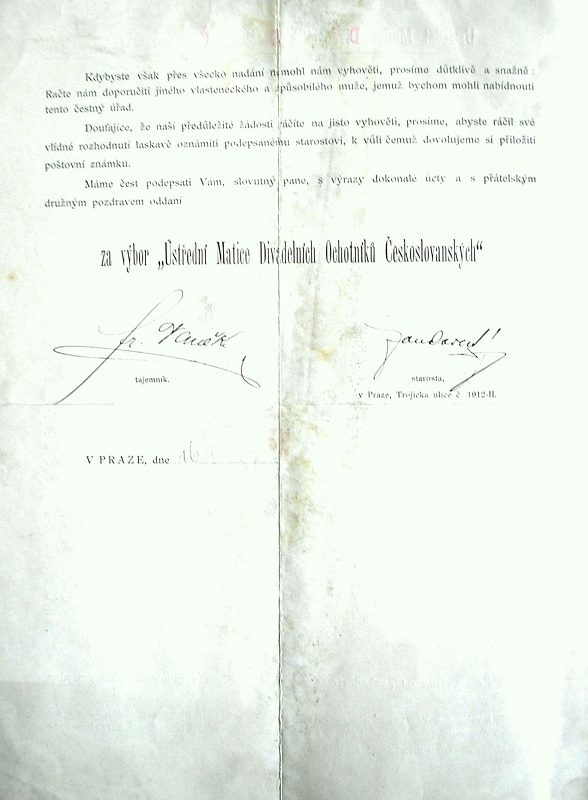 Kdybyste však přes všecko nadání nemohl nám vyhověti, prosíme důtklivě a snažně:
Račte nám doporučiti jiného vlasteneckého a způsobilého muže, jemuž bychom mohli nabídnouti
tento čestný úřad.
Doufajíce, že naší předůležité žádosti ráčíte na jisto vyhověti, prosíme, abyste ráčil své
vlídné rozhodnutí laskavě oznámiti podepsanému starostovi, k vůli čemuž dovolujeme si přiložiti
poštovní známku.
Máme čest podepsati Vám, slovutný pane, s výrazy dokonalé úcty a s přátelským
družným pozdravem oddaní
za výbor „Ústřední Matice Divadelních Ochotníků Českoslovanských“
fr.
tajemník.
starosta,
v Praze, Trojická ulice č. 1912-II.
V PRAZE, dne 16